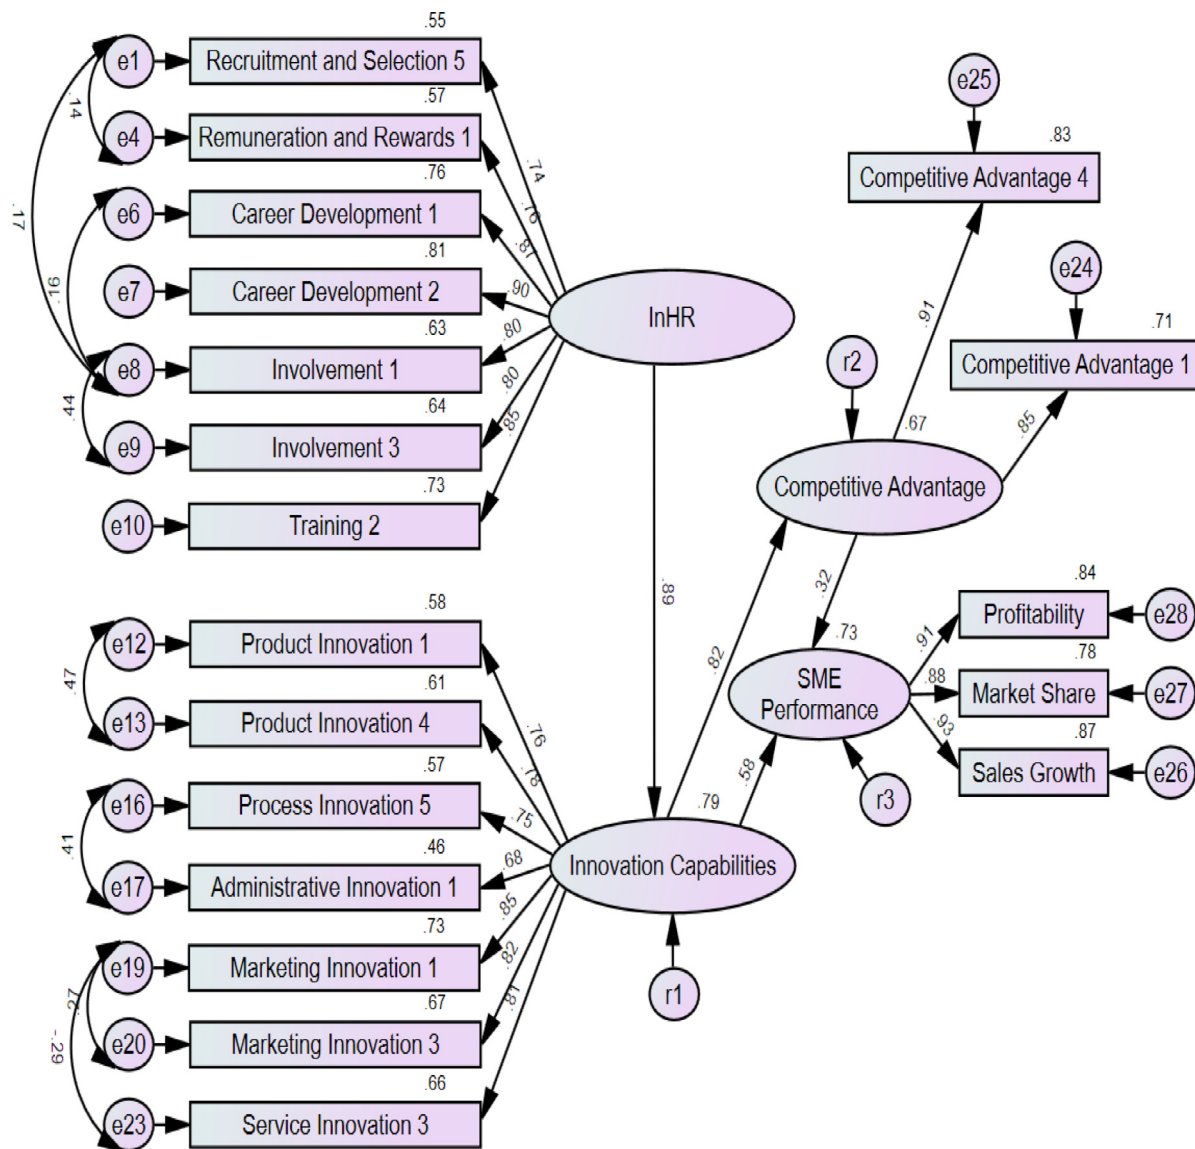 .55
e1
Recruitment and Selection 5
.57
e4
Remuneration and Rewards 1
.76
e6
Career Development 1
.81
e7
Career Development 2
.63
e8
Involvement 1
.64
e9
Involvement 3
.73
e10
Training 2
.14
.17
.16
.44
.74
.76
.87
.90
.80
.80
.85
InHR
.89
e25
.83
Competitive Advantage 4
e24
.71
Competitive Advantage 1
.91
.85
r2
.67
Competitive Advantage
.82
.32
.58
.73
SME
Performance
r3
.91
.88
.93
.84
Profitability
e28
.78
Market Share
e27
.87
Sales Growth
e26
.58
e12
Product Innovation 1
.61
e13
Product Innovation 4
.57
e16
Process Innovation 5
.46
e17
Administrative Innovation 1
.73
e19
Marketing Innovation 1
.67
e20
Marketing Innovation 3
.66
e23
Service Innovation 3
.47
.41
.27
-.29
.76
.78
.75
.68
.85
.82
.81
.79
Innovation Capabilities
r1